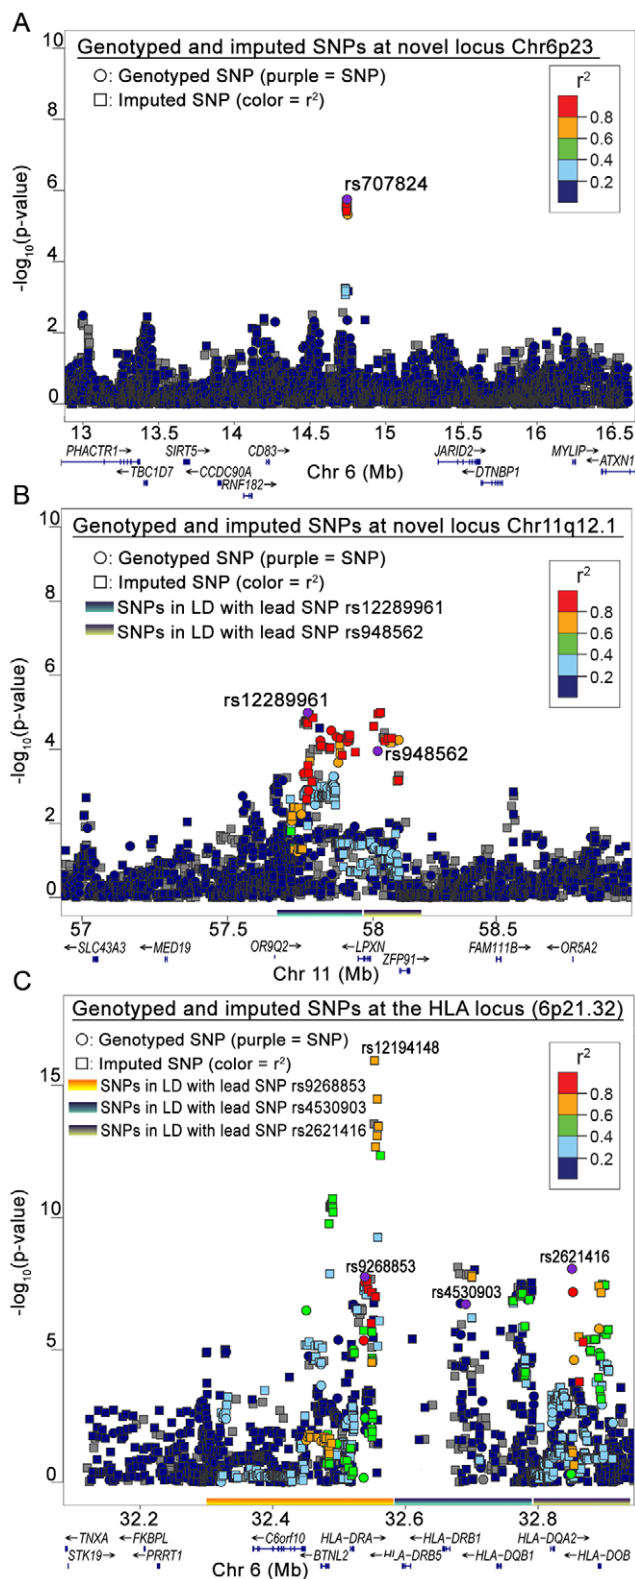 A
Genotyped and imputed SNPs at novel locus Chr6p23
○: Genotyped SNP (purple = SNP)
□: Imputed SNP (color = r²)
r²
0.8
0.6
0.4
0.2
rs707824
10
8
6
4
2
0
-log₁₀(p-value)
13 13.5 14 14.5 15 15.5 16 16.5
PHACTR1→ SIRT5→ CD83→ JARID2→ MYLIP→
←TBC1D7 ←CCDC90A ←DTNBP1 ←ATXN1
RNF182→
Chr 6 (Mb)
B
Genotyped and imputed SNPs at novel locus Chr11q12.1
○: Genotyped SNP (purple = SNP)
□: Imputed SNP (color = r²)
SNPs in LD with lead SNP rs12289961
SNPs in LD with lead SNP rs948562
r²
0.8
0.6
0.4
0.2
rs12289961
rs948562
10
8
6
4
2
0
-log₁₀(p-value)
57 57.5 58 58.5
←SLC43A3 ←MED19 OR9Q2→ ←LPXN FAM111B→ ←OR5A2
ZFP91→
Chr 11 (Mb)
C
Genotyped and imputed SNPs at the HLA locus (6p21.32)
○: Genotyped SNP (purple = SNP)
□: Imputed SNP (color = r²)
SNPs in LD with lead SNP rs9268853
SNPs in LD with lead SNP rs4530903
SNPs in LD with lead SNP rs2621416
r²
0.8
0.6
0.4
0.2
rs12194148
rs9268853
rs4530903
rs2621416
15
10
5
0
-log₁₀(p-value)
32.2 32.4 32.6 32.8
←TNXA →FKBPL ←C6orf10 HLA-DRA→ ←HLA-DRB1 HLA-DQA2→
STK19→ ←PRRT1 ←BTNL2 ←HLA-DRB5 ←HLA-DQB1 ←HLA-DOB
Chr 6 (Mb)